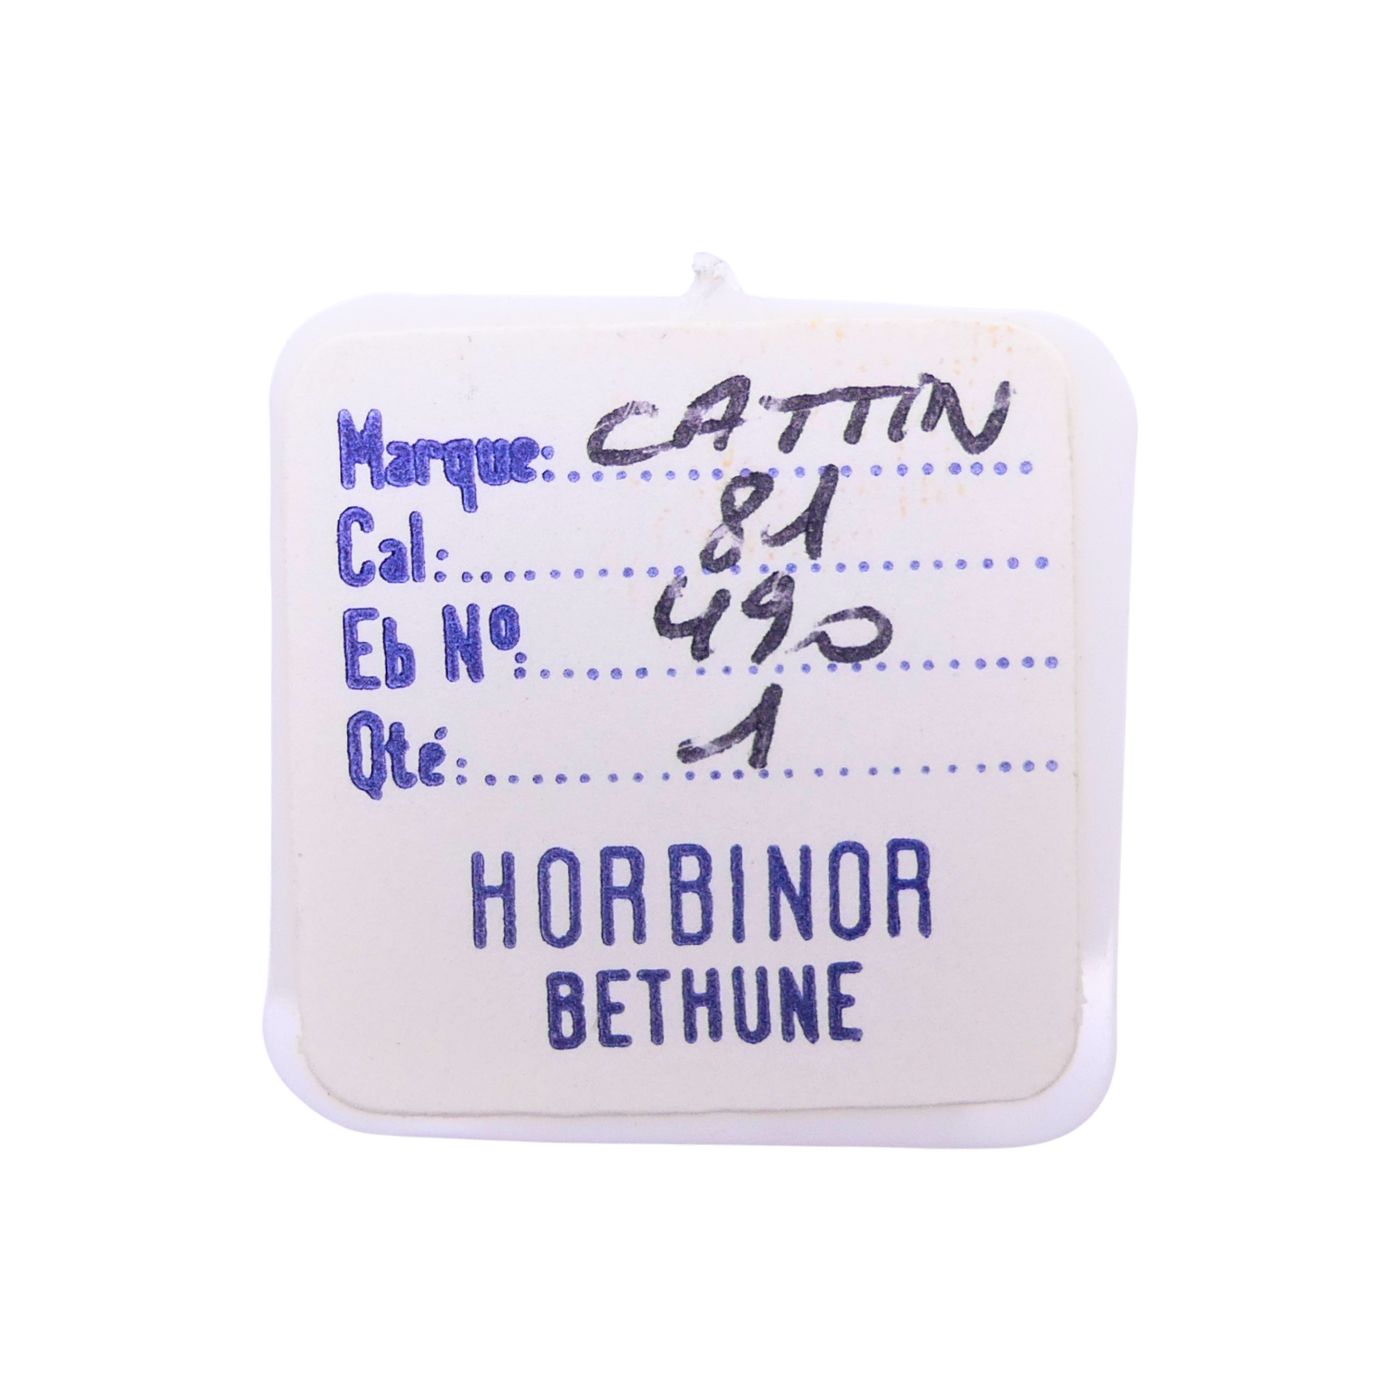 Marque: CATTIN
Cal: 81
Eb Nº: 490
Qté: 1
HORBINOR
BETHUNE